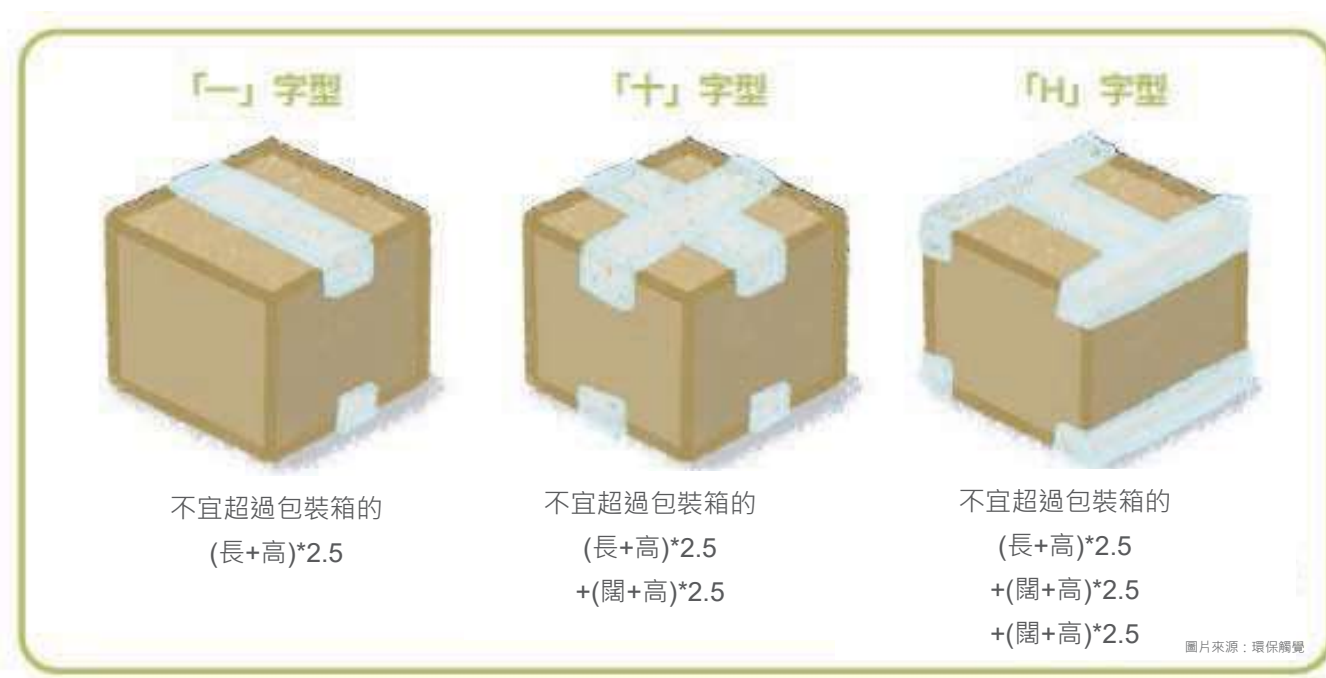 「一」字型
「十」字型
「H」字型
不宜超過包裝箱的
(長+高)*2.5
不宜超過包裝箱的
(長+高)*2.5
+(闊+高)*2.5
不宜超過包裝箱的
(長+高)*2.5
+(闊+高)*2.5
+(闊+高)*2.5
圖片來源：環保觸覺